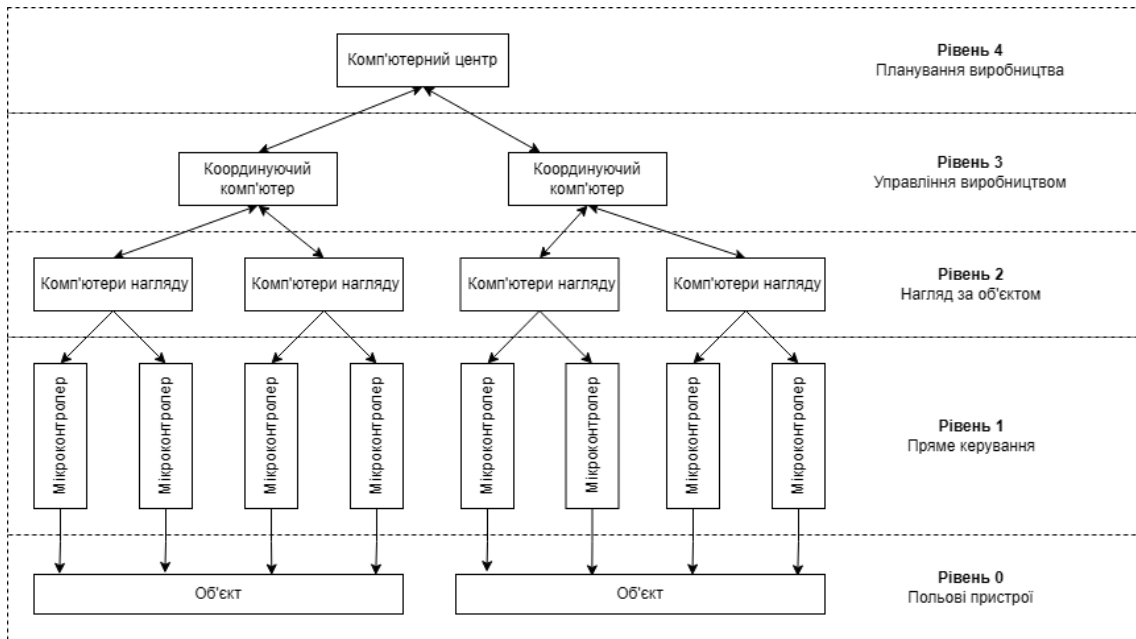 Комп'ютерний центр
Рівень 4
Планування виробництва
Координуючий
комп'ютер
Координуючий
комп'ютер
Рівень 3
Управління виробництвом
Комп'ютери нагляду
Комп'ютери нагляду
Комп'ютери нагляду
Комп'ютери нагляду
Рівень 2
Нагляд за об'єктом
Мікроконтролер
Мікроконтролер
Мікроконтролер
Мікроконтролер
Мікроконтролер
Мікроконтролер
Мікроконтролер
Мікроконтролер
Рівень 1
Пряме керування
Об'єкт
Об'єкт
Рівень 0
Польові пристрої